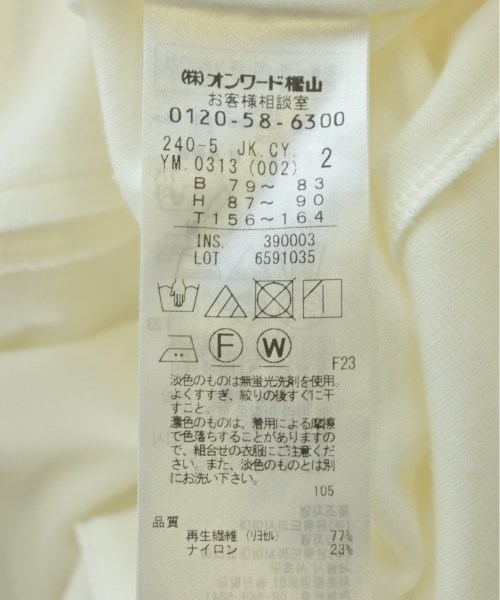 (株)オンワード樫山
お客様相談室
0120-58-6300
240-5 JK.CY. 2
YM.0313 (002)
B 79～ 83
H 87～ 90
T 156～164
INS. 390003
LOT 6591035
F W
F23
淡色のものは無蛍光洗剤を使用。
よくすすぎ、絞りの後すぐに干
すこと
濃色のものは、着用による摩擦
で色落ちすることがありますの
で、組合せの衣服にご注意くだ
さい。また、淡色のものとは別
にお洗い下さい。
105
品質
再生繊維 (リヨセル) 77%
ナイロン 23%